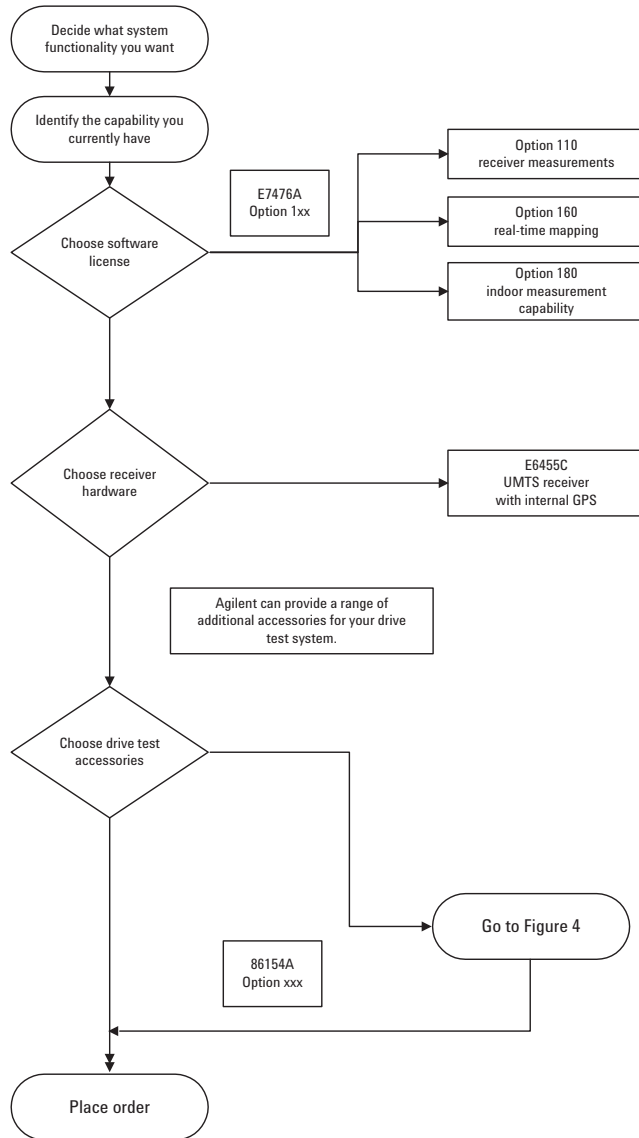 Decide what system
functionality you want
Identify the capability you
currently have
E7476A
Option 1xx
Option 110
receiver measurements
Choose software
license
Option 160
real-time mapping
Option 180
indoor measurement
capability
Choose receiver
hardware
E6455C
UMTS receiver
with internal GPS
Agilent can provide a range of
additional accessories for your drive
test system.
Choose drive test
accessories
Go to Figure 4
86154A
Option xxx
Place order